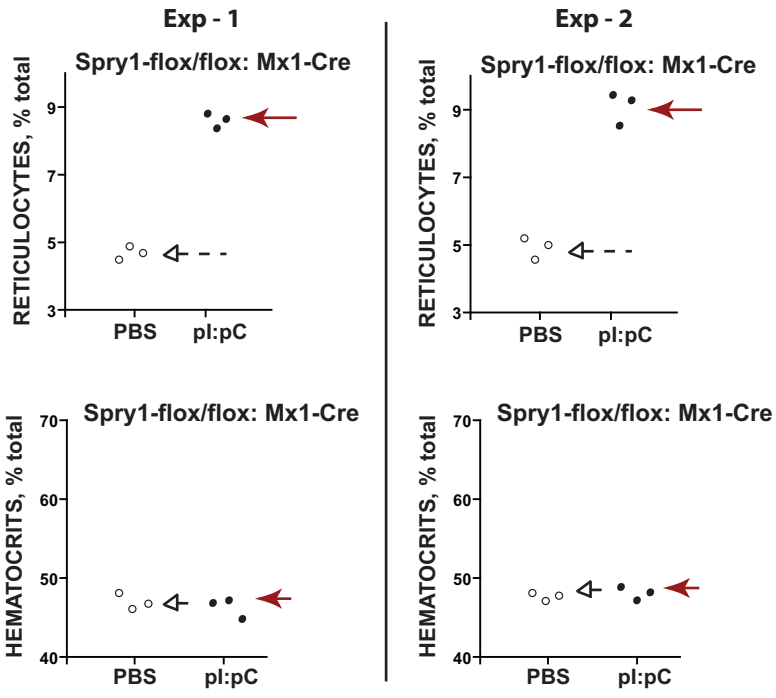 Exp - 1
Spry1-flox/flox: Mx1-Cre
RETICULOCYTES, % total
9
7
5
3
PBS pI:pC
Exp - 2
Spry1-flox/flox: Mx1-Cre
RETICULOCYTES, % total
9
7
5
3
PBS pI:pC
Spry1-flox/flox: Mx1-Cre
HEMATOCRITS, % total
70
60
50
40
PBS pI:pC
Spry1-flox/flox: Mx1-Cre
HEMATOCRITS, % total
70
60
50
40
PBS pI:pC